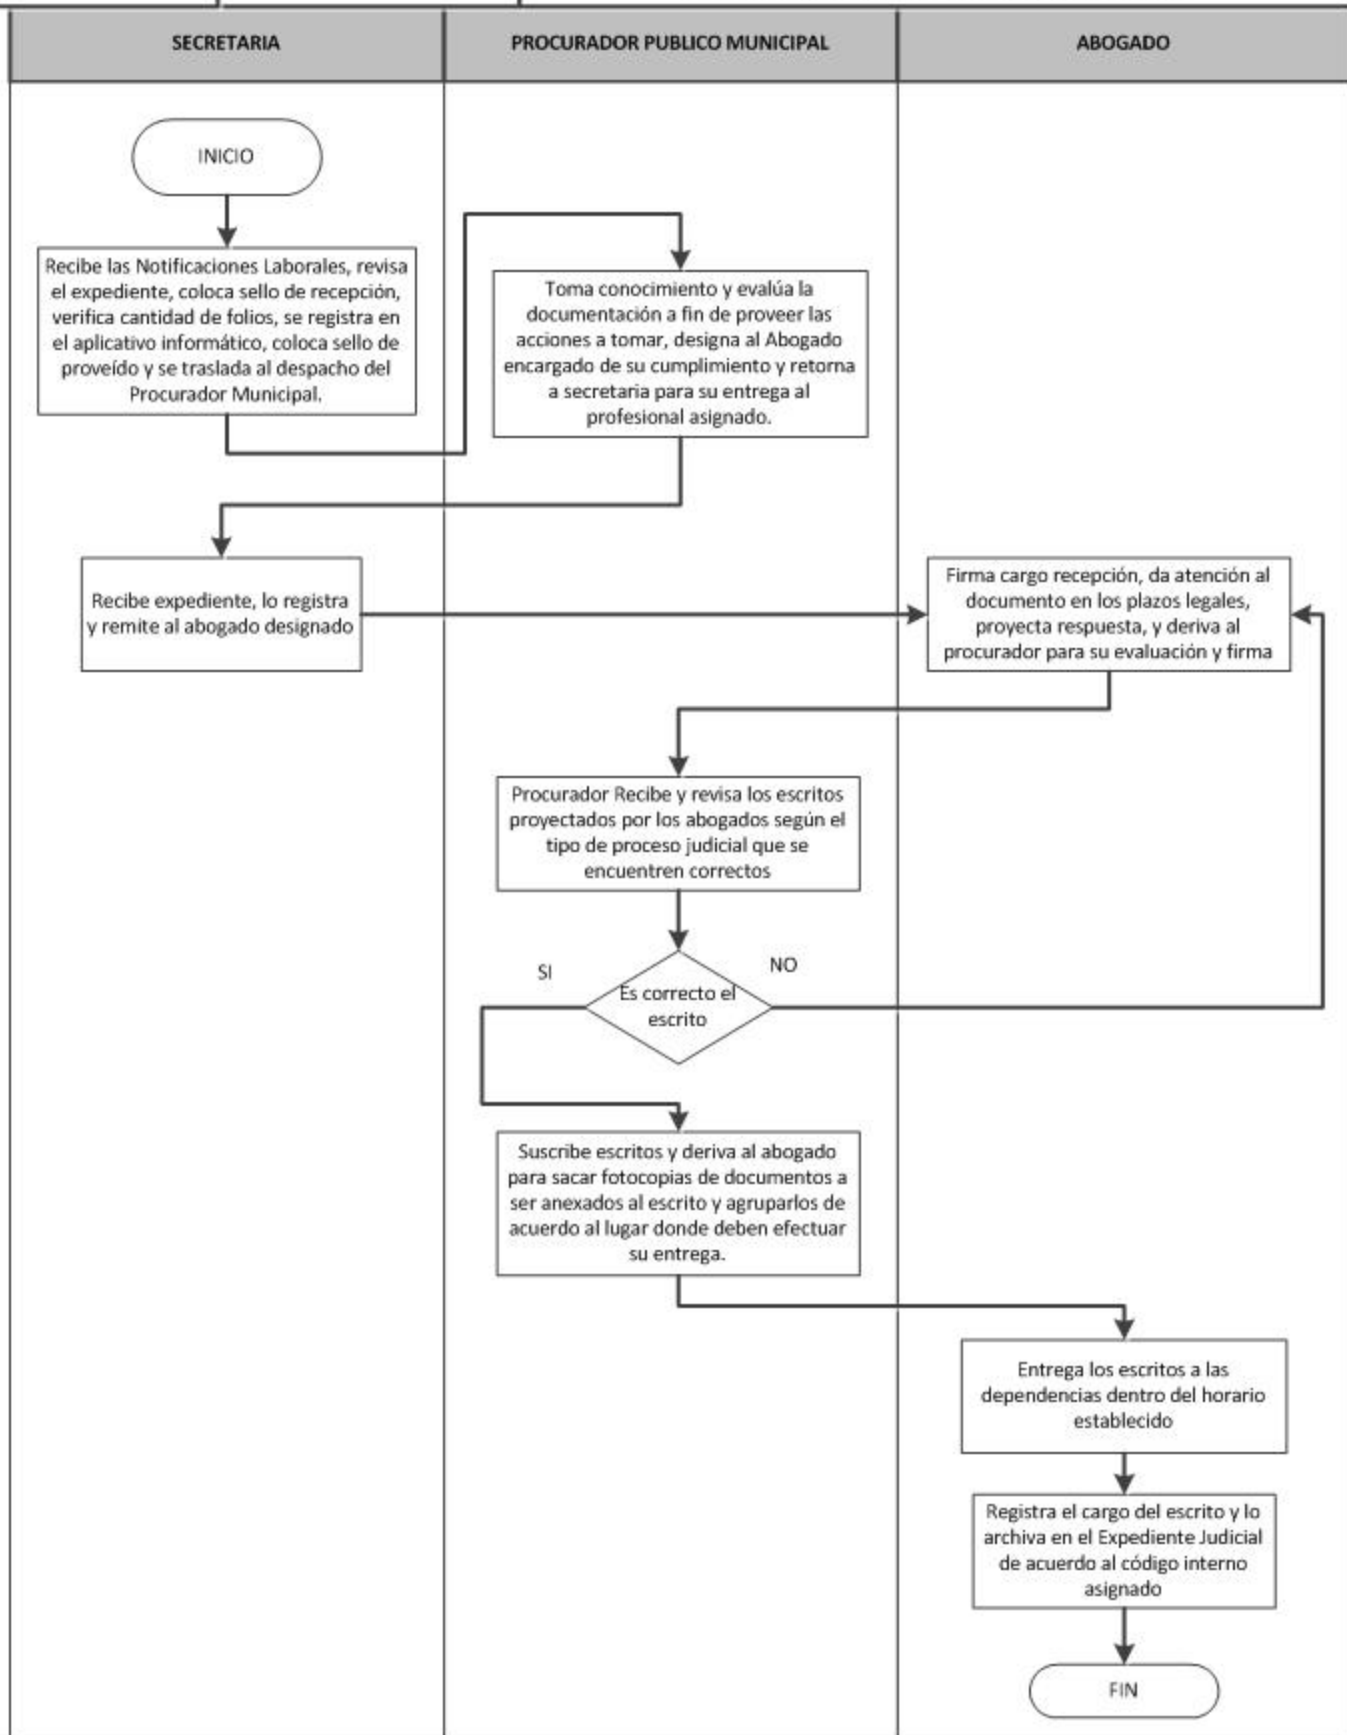 SECRETARIA
PROCURADOR PUBLICO MUNICIPAL
ABOGADO
INICIO
Recibe las Notificaciones Laborales, revisa
el expediente, coloca sello de recepción,
verifica cantidad de folios, se registra en
el aplicativo informático, coloca sello de
proveído y se traslada al despacho del
Procurador Municipal.
Toma conocimiento y evalúa la
documentación a fin de proveer las
acciones a tomar, designa al Abogado
encargado de su cumplimiento y retorna
a secretaria para su entrega al
profesional asignado.
Recibe expediente, lo registra
y remite al abogado designado
Firma cargo recepción, da atención al
documento en los plazos legales,
proyecta respuesta, y deriva al
procurador para su evaluación y firma
Procurador Recibe y revisa los escritos
proyectados por los abogados según el
tipo de proceso judicial que se
encuentren correctos
SI
NO
Es correcto el
escrito
Suscribe escritos y deriva al abogado
para sacar fotocopias de documentos a
ser anexados al escrito y agruparlos de
acuerdo al lugar donde deben efectuar
su entrega.
Entrega los escritos a las
dependencias dentro del horario
establecido
Registra el cargo del escrito y lo
archiva en el Expediente Judicial
de acuerdo al código interno
asignado
FIN